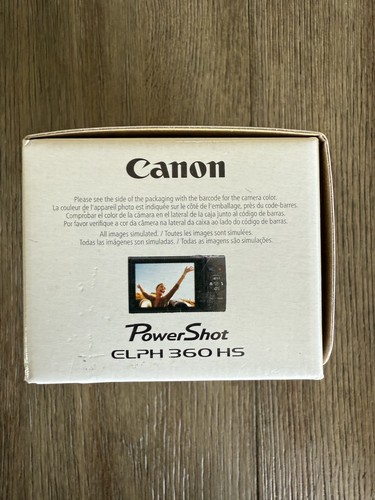 Canon
Please see the side of the packaging with the barcode for the camera color.
La couleur de l'appareil photo est indiquée sur le côté de l'emballage, près du code-barres.
Comprobar el color de la cámara en el lateral de la caja junto al código de barras.
Por favor verifique a cor da câmera na lateral da caixa ao lado do código de barras.
All images simulated. / Toutes les images sont simulées.
Todas las imágenes son simuladas. / Todas as imagens são simulações.
PowerShot
ELPH 360 HS